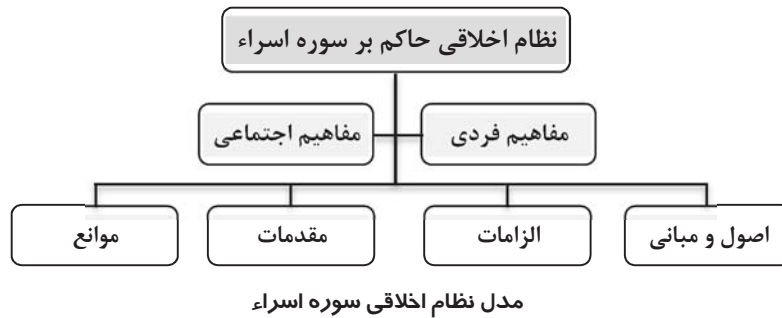 نظام اخلاقی حاکم بر سوره اسراء
مفاهیم فردی
مفاهیم اجتماعی
اصول و مبانی
الزامات
مقدمات
موانع
مدل نظام اخلاقی سوره اسراء